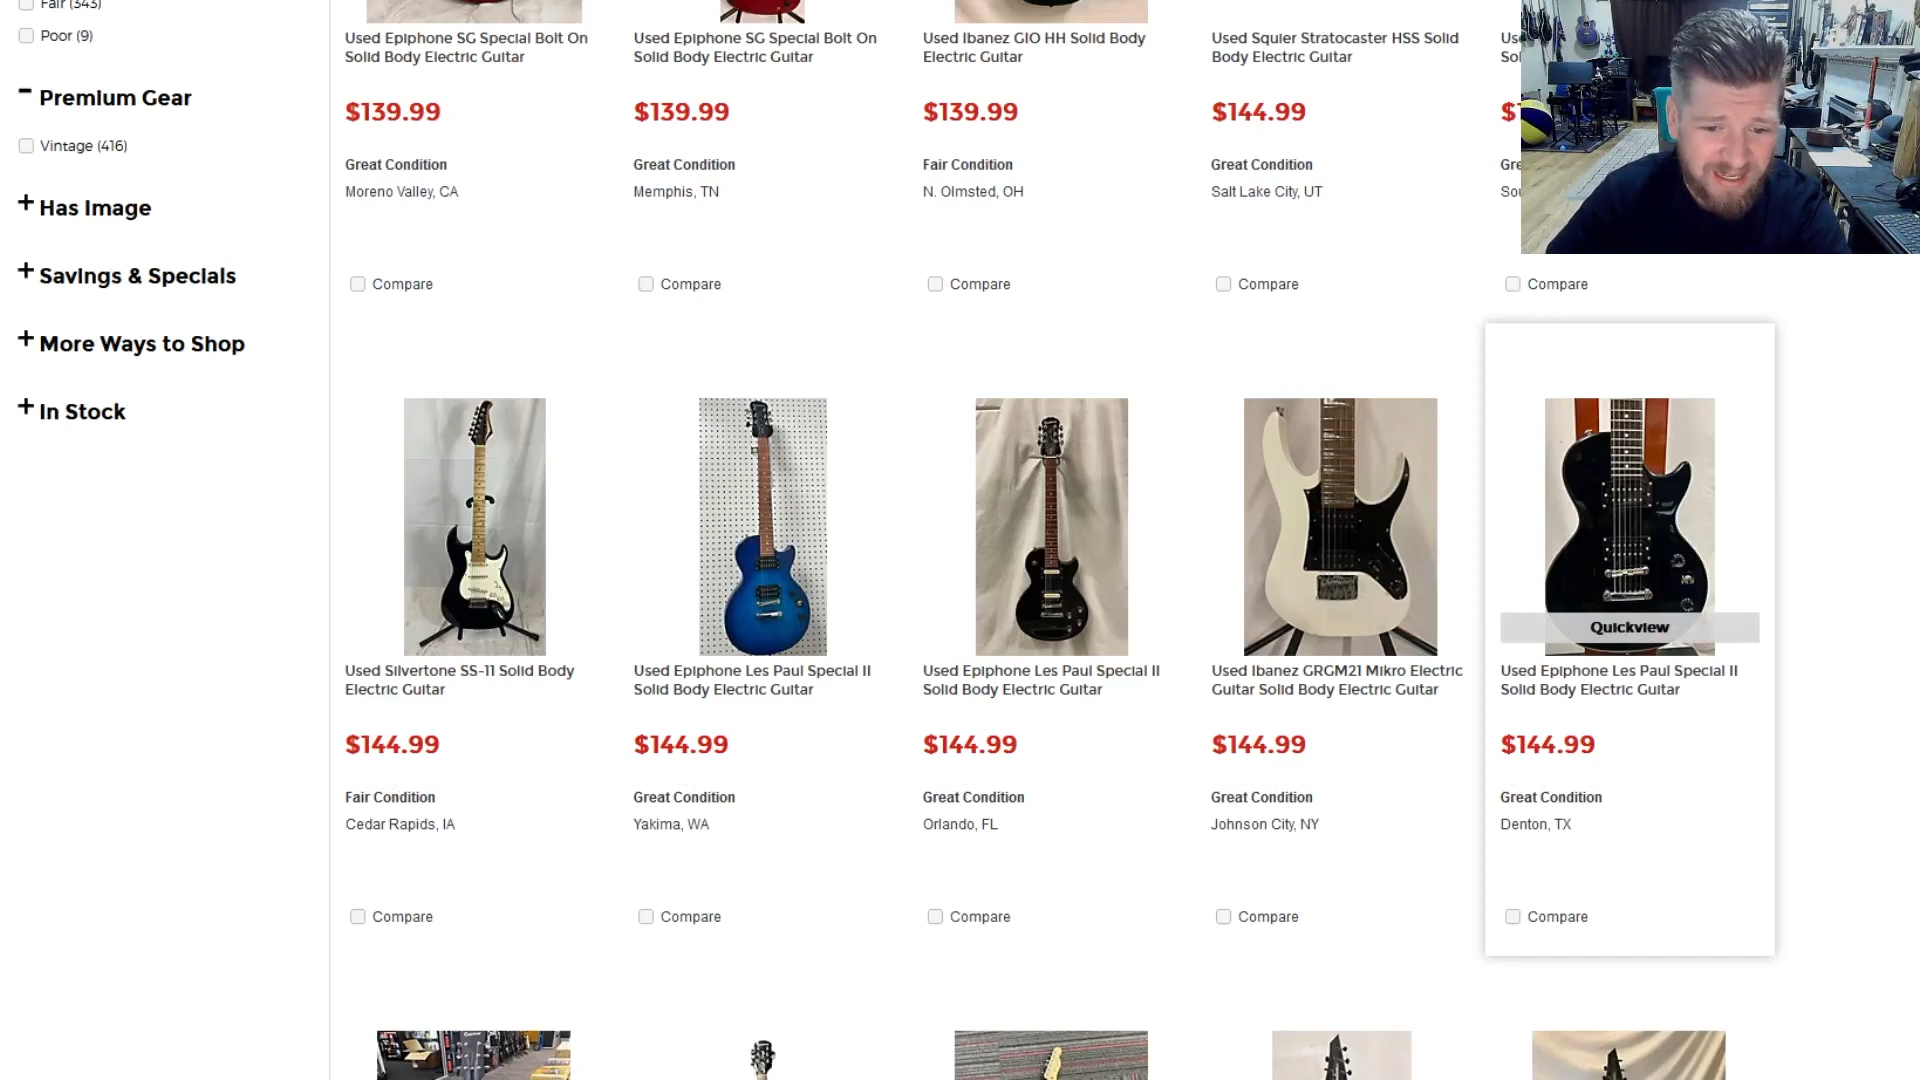 Fair (343)
Poor (9)
Premium Gear
Vintage (416)
Has Image
Savings & Specials
More Ways to Shop
In Stock
Used Epiphone SG Special Bolt On
Solid Body Electric Guitar
$139.99
Great Condition
Moreno Valley, CA
Compare
Used Epiphone SG Special Bolt On
Solid Body Electric Guitar
$139.99
Great Condition
Memphis, TN
Compare
Used Ibanez GIO HH Solid Body
Electric Guitar
$139.99
Fair Condition
N. Olmsted, OH
Compare
Used Squier Stratocaster HSS Solid
Body Electric Guitar
$144.99
Great Condition
Salt Lake City, UT
Compare
Compare
Used Silvertone SS-11 Solid Body
Electric Guitar
$144.99
Fair Condition
Cedar Rapids, IA
Compare
Used Epiphone Les Paul Special II
Solid Body Electric Guitar
$144.99
Great Condition
Yakima, WA
Compare
Used Epiphone Les Paul Special II
Solid Body Electric Guitar
$144.99
Great Condition
Orlando, FL
Compare
Used Ibanez GRGM21 Mikro Electric
Guitar Solid Body Electric Guitar
$144.99
Great Condition
Johnson City, NY
Compare
Quickview
Used Epiphone Les Paul Special II
Solid Body Electric Guitar
$144.99
Great Condition
Denton, TX
Compare